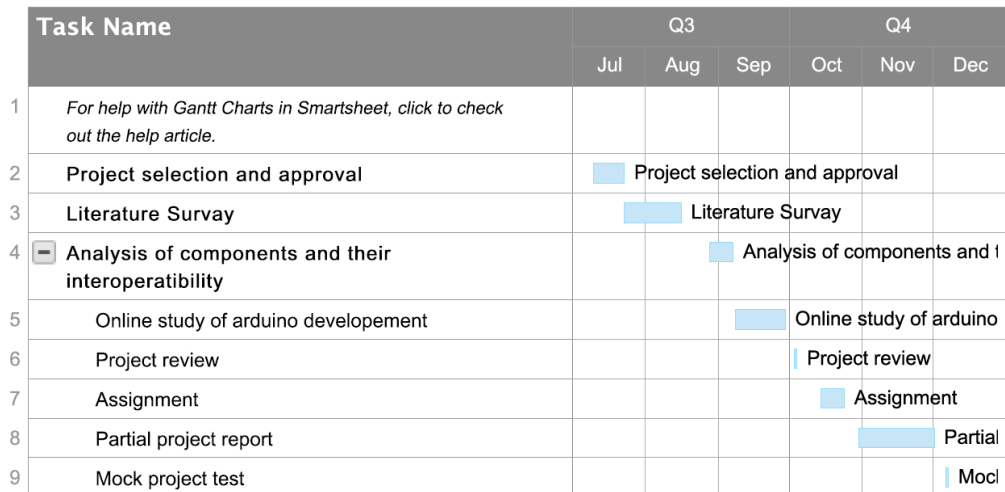 Task Name
Q3
Q4
Jul
Aug
Sep
Oct
Nov
Dec
1
For help with Gantt Charts in Smartsheet, click to check
out the help article.
2
Project selection and approval
Project selection and approval
3
Literature Survay
Literature Survay
4
Analysis of components and their
interoperatibility
Analysis of components and t
5
Online study of arduino developement
Online study of arduino
6
Project review
Project review
7
Assignment
Assignment
8
Partial project report
Partial
9
Mock project test
Moc